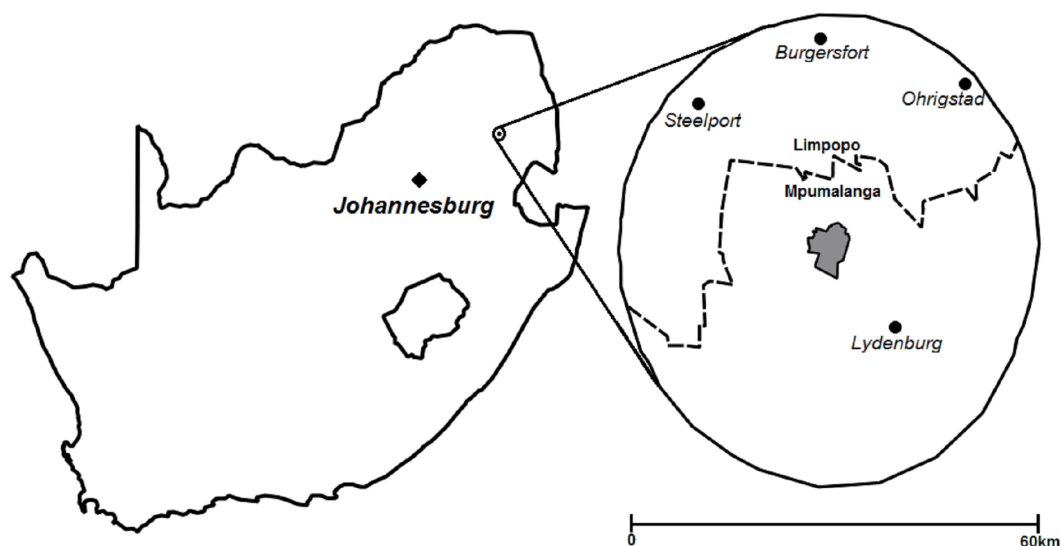 Burgersfort
Ohrigstad
Steelport
Limpopo
Mpumalanga
Johannesburg
Lydenburg
0
60km